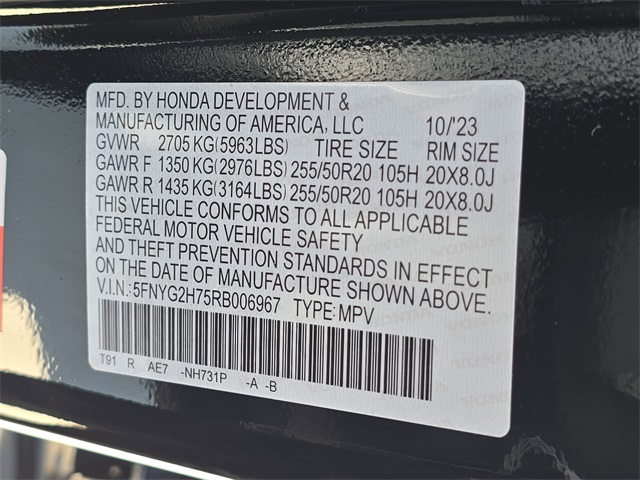 MFD. BY HONDA DEVELOPMENT &
MANUFACTURING OF AMERICA, LLC 10/'23
GVWR 2705 KG(5963LBS) TIRE SIZE RIM SIZE
GAWR F 1350 KG(2976LBS) 255/50R20 105H 20X8.0J
GAWR R 1435 KG(3164LBS) 255/50R20 105H 20X8.0J
THIS VEHICLE CONFORMS TO ALL APPLICABLE
FEDERAL MOTOR VEHICLE SAFETY
AND THEFT PREVENTION STANDARDS IN EFFECT
ON THE DATE OF MANUFACTURE SHOWN ABOVE.
V.I.N.:5FNYG2H75RB006967 TYPE:MPV
T91 R AE7 -NH731P -A -B